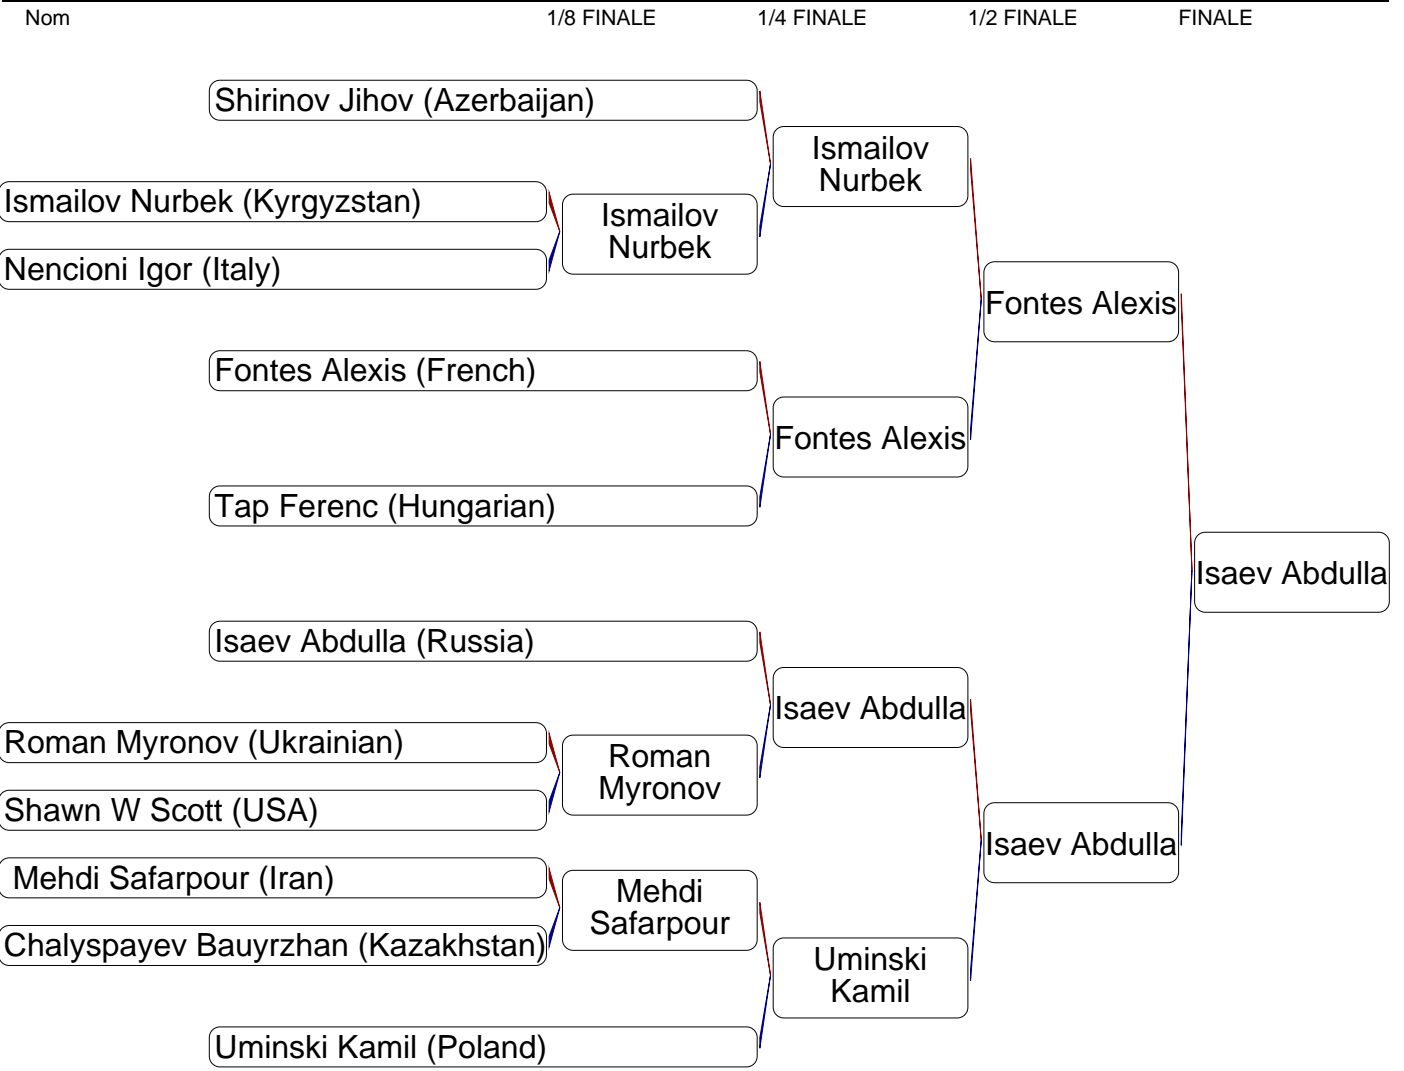 Nom 1/8 FINALE 1/4 FINALE 1/2 FINALE FINALE
Shirinov Jihov (Azerbaijan)
Ismailov
Nurbek
Ismailov Nurbek (Kyrgyzstan)
Ismailov
Nurbek
Nencioni Igor (Italy)
Fontes Alexis
Fontes Alexis (French)
Fontes Alexis
Tap Ferenc (Hungarian)
Isaev Abdulla
Isaev Abdulla (Russia)
Isaev Abdulla
Roman Myronov (Ukrainian)
Roman
Myronov
Shawn W Scott (USA)
Isaev Abdulla
Mehdi Safarpour (Iran)
Mehdi
Safarpour
Chalyspayev Bauyrzhan (Kazakhstan)
Uminski
Kamil
Uminski Kamil (Poland)